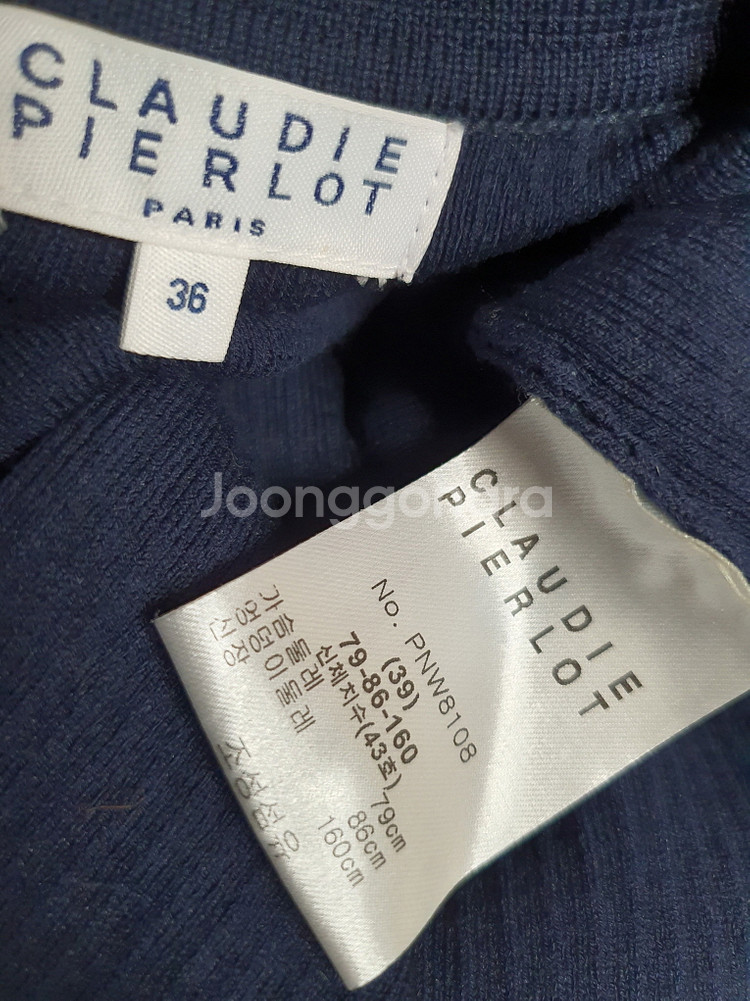 CLAUDIE
PIERLOT
PARIS
36
Joonggonara
CLAUDIE
PIERLOT
No. PNW8108
(39)
79-86-160
신체치수(43호)
가슴둘레 79cm
엉덩이둘레 86cm
신장 160cm
조성섬유